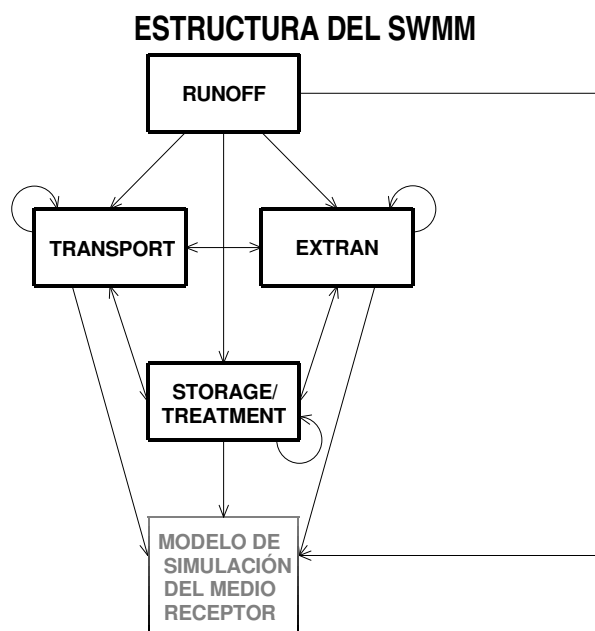 ESTRUCTURA DEL SWMM
RUNOFF
TRANSPORT
EXTRAN
STORAGE/
TREATMENT
MODELO DE
SIMULACIÓN
DEL MEDIO
RECEPTOR